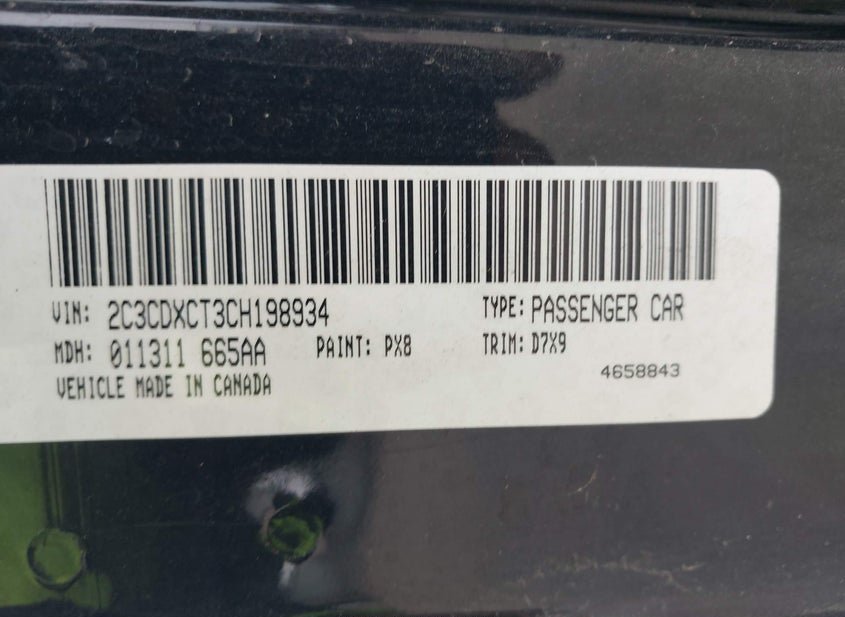 VIN: 2C3CDXCT3CH198934 TYPE: PASSENGER CAR
MDH: 011311 665AA PAINT: PX8 TRIM: D7X9
VEHICLE MADE IN CANADA 4658843